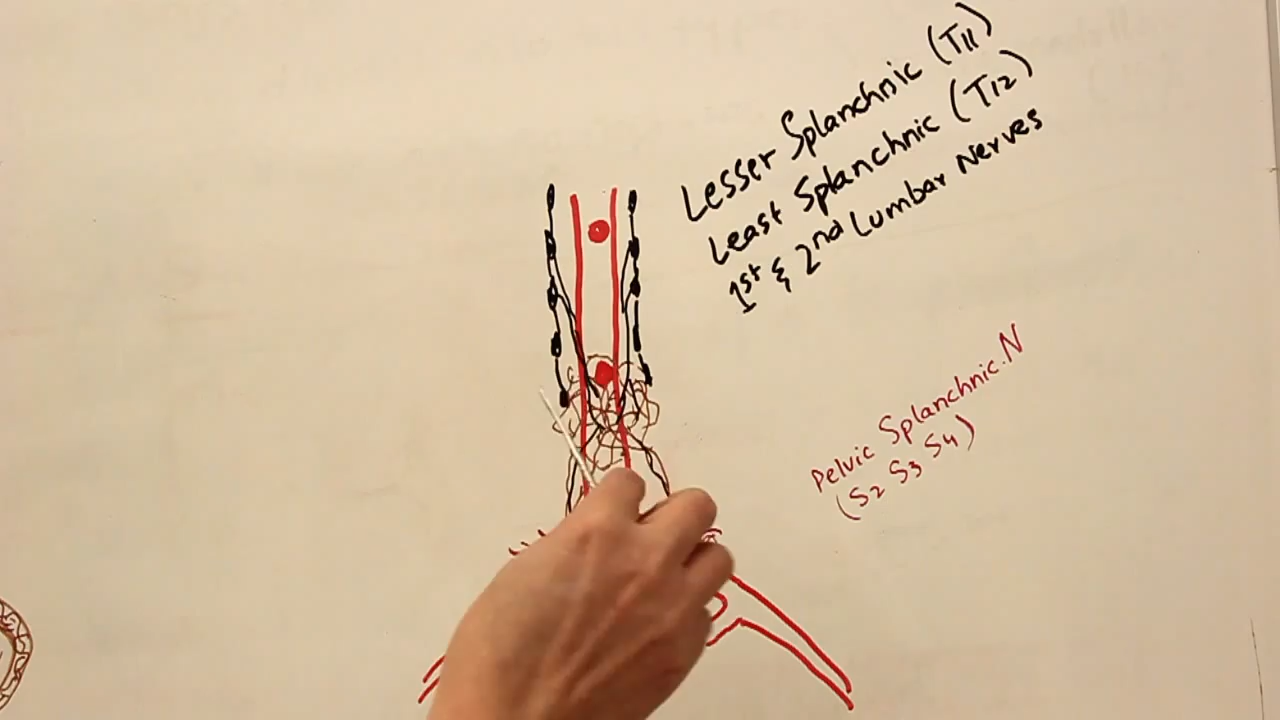 Lesser Splanchnic (T11)
Least Splanchnic (T12)
1st & 2nd Lumbar Nerves
Pelvic Splanchnic.N
(S2 S3 S4)